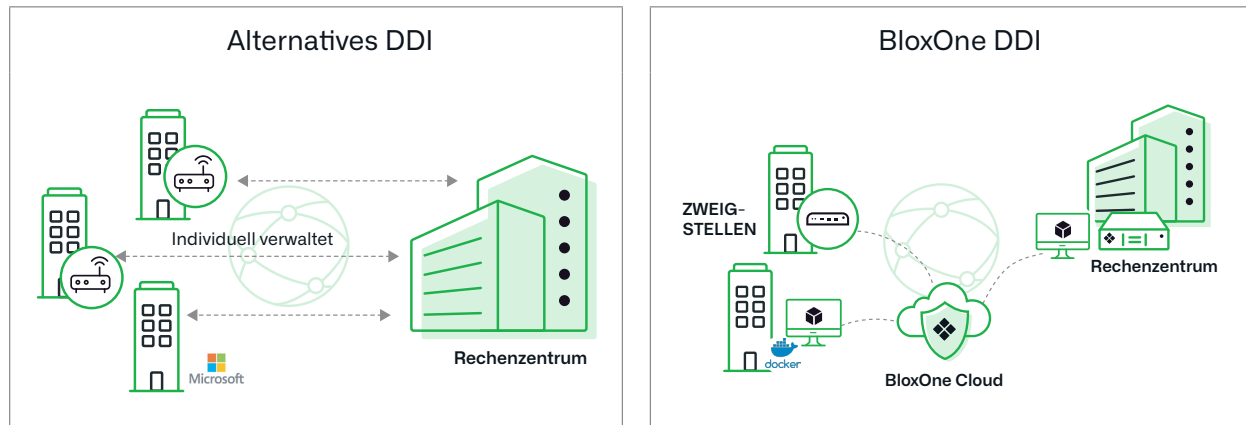 Alternatives DDI
Individuell verwaltet
Microsoft
Rechenzentrum
BloxOne DDI
ZWEIG-
STELLEN
docker
BloxOne Cloud
Rechenzentrum